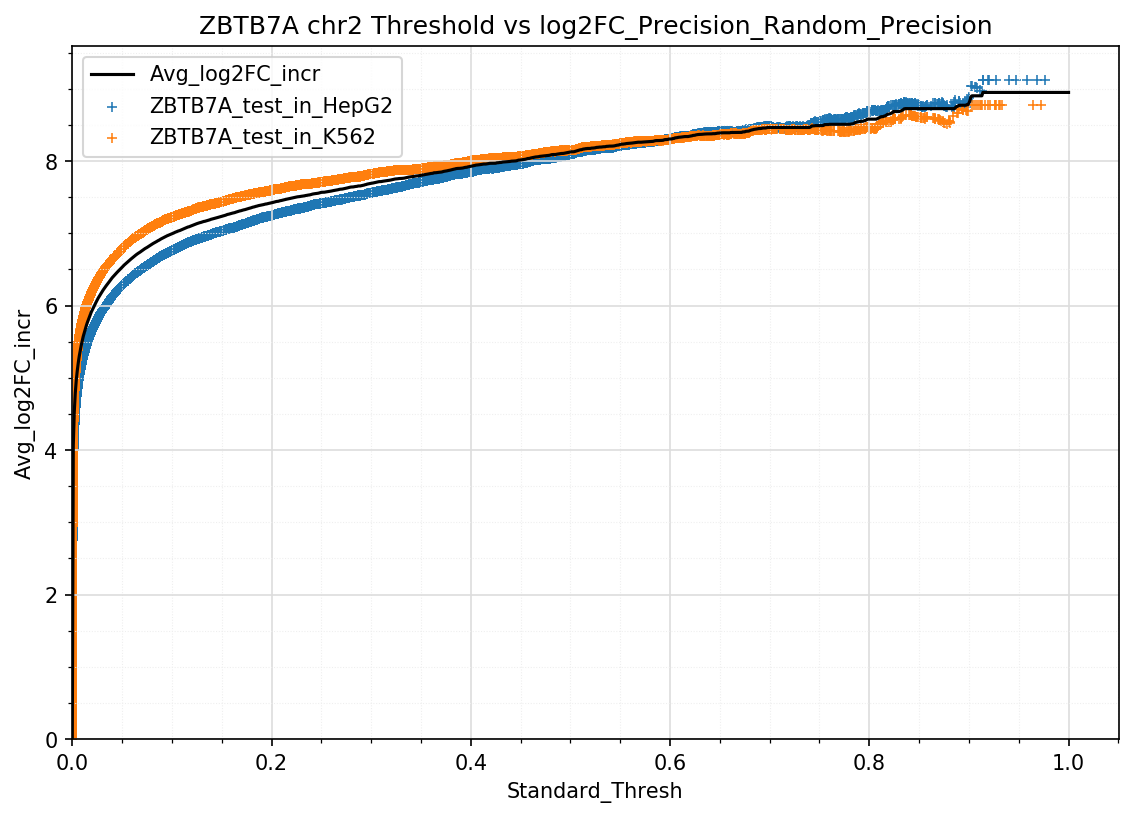 ZBTB7A chr2 Threshold vs log2FC_Precision_Random_Precision
Avg_log2FC_incr
ZBTB7A_test_in_HepG2
ZBTB7A_test_in_K562
Avg_log2FC_incr
8
6
4
2
0
0.0 0.2 0.4 0.6 0.8 1.0
Standard_Thresh